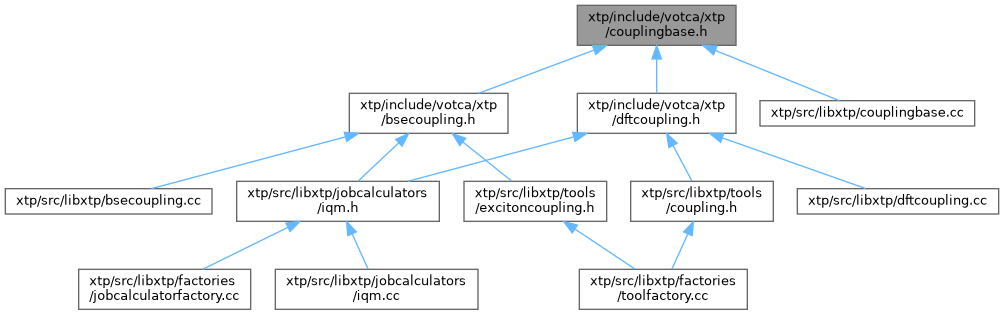 xtp/include/votca/xtp
/couplingbase.h
xtp/include/votca/xtp
/bsecoupling.h
xtp/include/votca/xtp
/dftcoupling.h
xtp/src/libxtp/couplingbase.cc
xtp/src/libxtp/bsecoupling.cc
xtp/src/libxtp/jobcalculators
/iqm.h
xtp/src/libxtp/tools
/excitoncoupling.h
xtp/src/libxtp/tools
/coupling.h
xtp/src/libxtp/dftcoupling.cc
xtp/src/libxtp/factories
/jobcalculatorfactory.cc
xtp/src/libxtp/jobcalculators
/iqm.cc
xtp/src/libxtp/factories
/toolfactory.cc